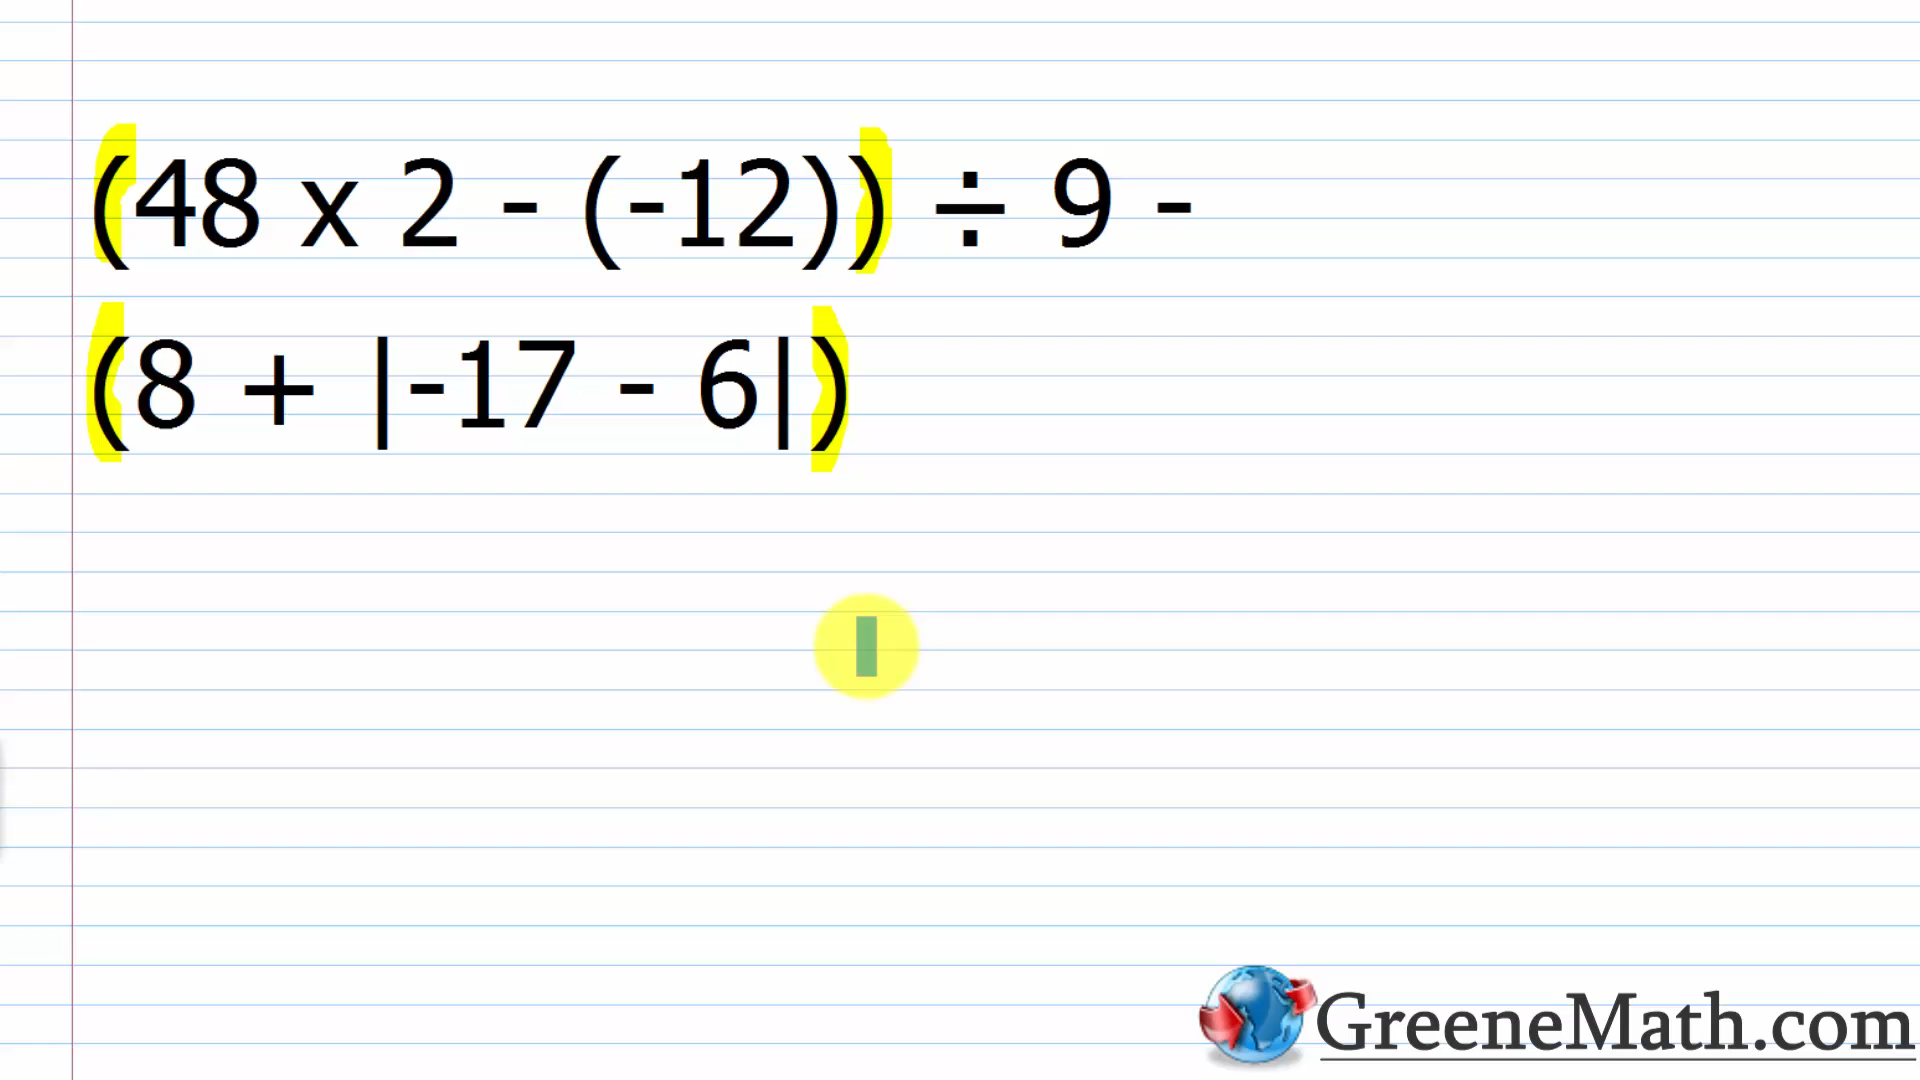 (48 x 2 - (-12)) ÷ 9 -
(8 + |-17 - 6|)
GreeneMath.com